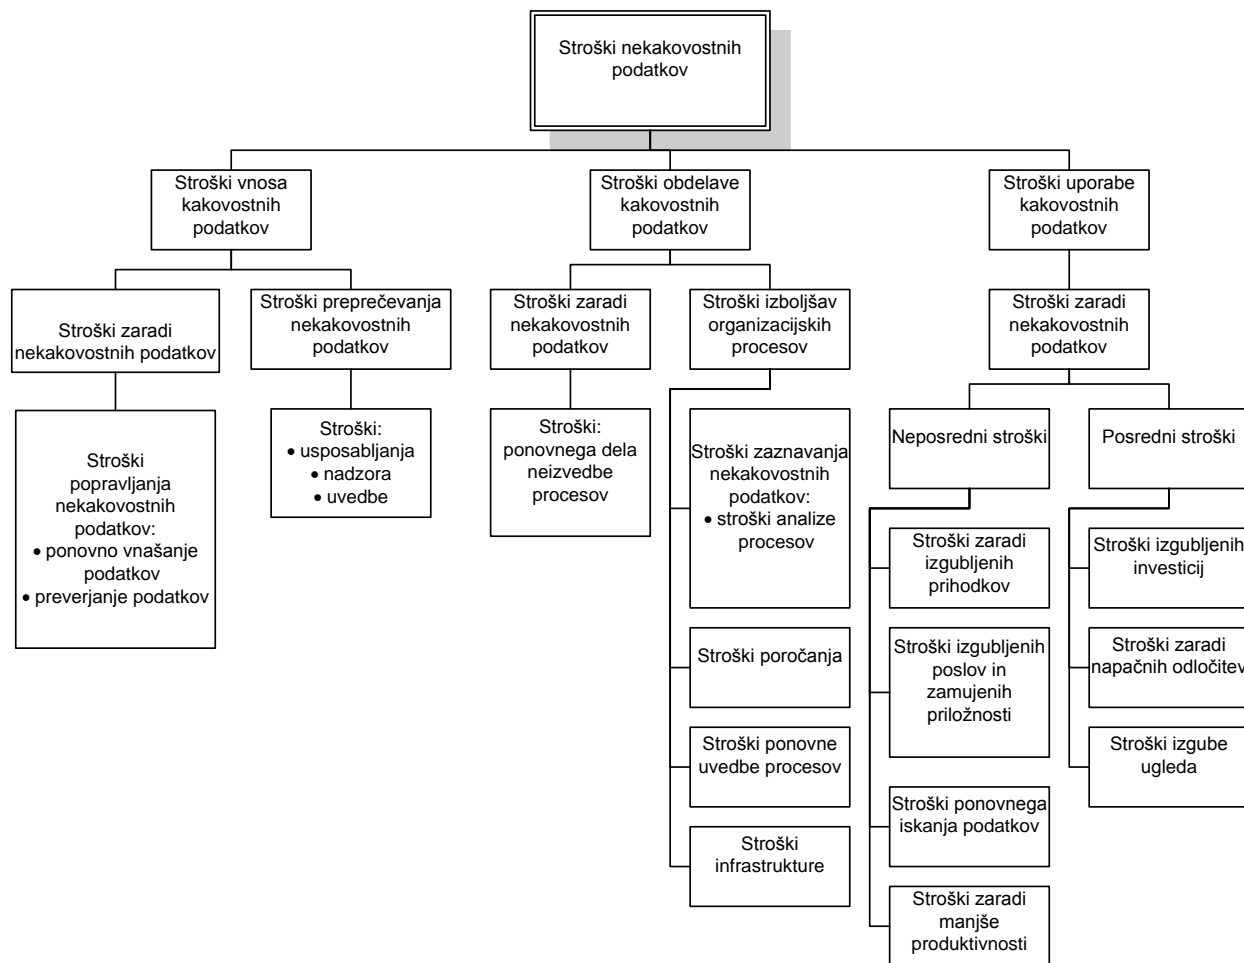 Stroški nekakovostnih
podatkov
Stroški vnosa
kakovostnih
podatkov
Stroški obdelave
kakovostnih
podatkov
Stroški uporabe
kakovostnih
podatkov
Stroški zaradi
nekakovostnih podatkov
Stroški preprečevanja
nekakovostnih
podatkov
Stroški zaradi
nekakovostnih
podatkov
Stroški izboljšav
organizacijskih
procesov
Stroški zaradi
nekakovostnih
podatkov
Stroški
popravljanja
nekakovostnih
podatkov:
• ponovno vnašanje
podatkov
• preverjanje podatkov
Stroški:
• usposabljanja
• nadzora
• uvedbe
Stroški:
ponovnega dela
neizvedbe
procesov
Stroški zaznavanja
nekakovostnih
podatkov:
• stroški analize
procesov
Stroški poročanja
Stroški ponovne
uvedbe procesov
Stroški
infrastrukture
Neposredni stroški
Posredni stroški
Stroški zaradi
izgubljenih
prihodkov
Stroški izgubljenih
poslov in
zamujenih
priložnosti
Stroški ponovnega
iskanja podatkov
Stroški zaradi
manjše
produktivnosti
Stroški izgubljenih
investicij
Stroški zaradi
napačnih odločitev
Stroški izgube
ugleda